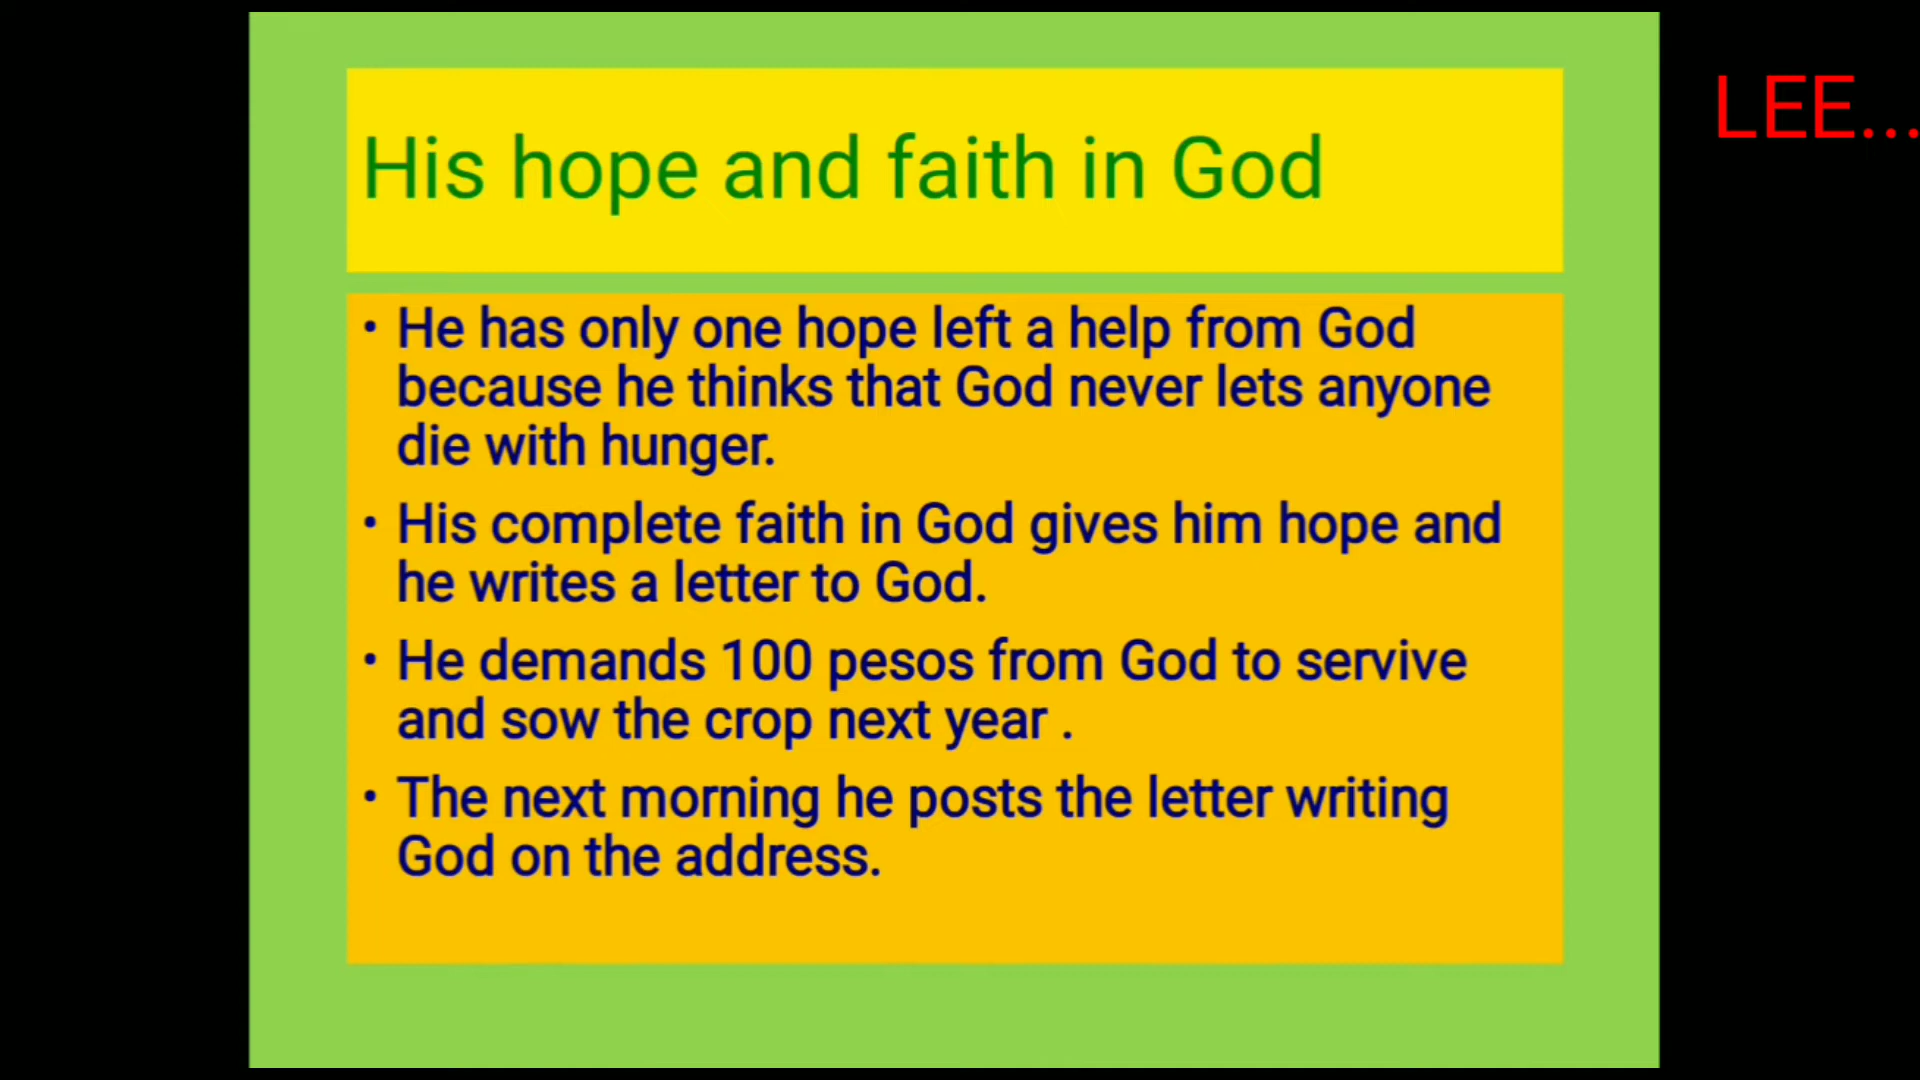 His hope and faith in God
LEE...
• He has only one hope left a help from God
because he thinks that God never lets anyone
die with hunger.
• His complete faith in God gives him hope and
he writes a letter to God.
• He demands 100 pesos from God to servive
and sow the crop next year .
• The next morning he posts the letter writing
God on the address.